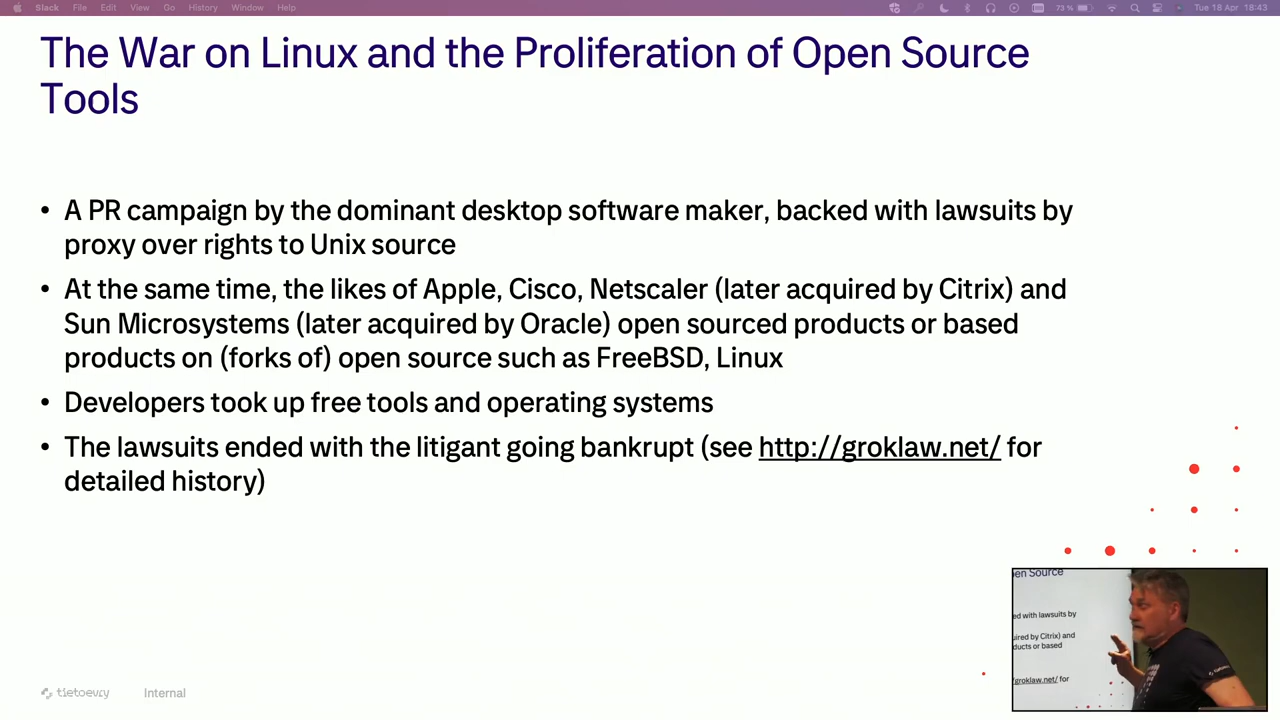 Slack File Edit View Go History Window Help 73 % Tue 18 Apr 18:43
The War on Linux and the Proliferation of Open Source
Tools
• A PR campaign by the dominant desktop software maker, backed with lawsuits by
proxy over rights to Unix source
• At the same time, the likes of Apple, Cisco, Netscaler (later acquired by Citrix) and
Sun Microsystems (later acquired by Oracle) open sourced products or based
products on (forks of) open source such as FreeBSD, Linux
• Developers took up free tools and operating systems
• The lawsuits ended with the litigant going bankrupt (see http://groklaw.net/ for
detailed history)
en Source
ed with lawsuits by
ired by Citrix) and
ducts or based
/groklaw.net/ for
tietoevry Internal